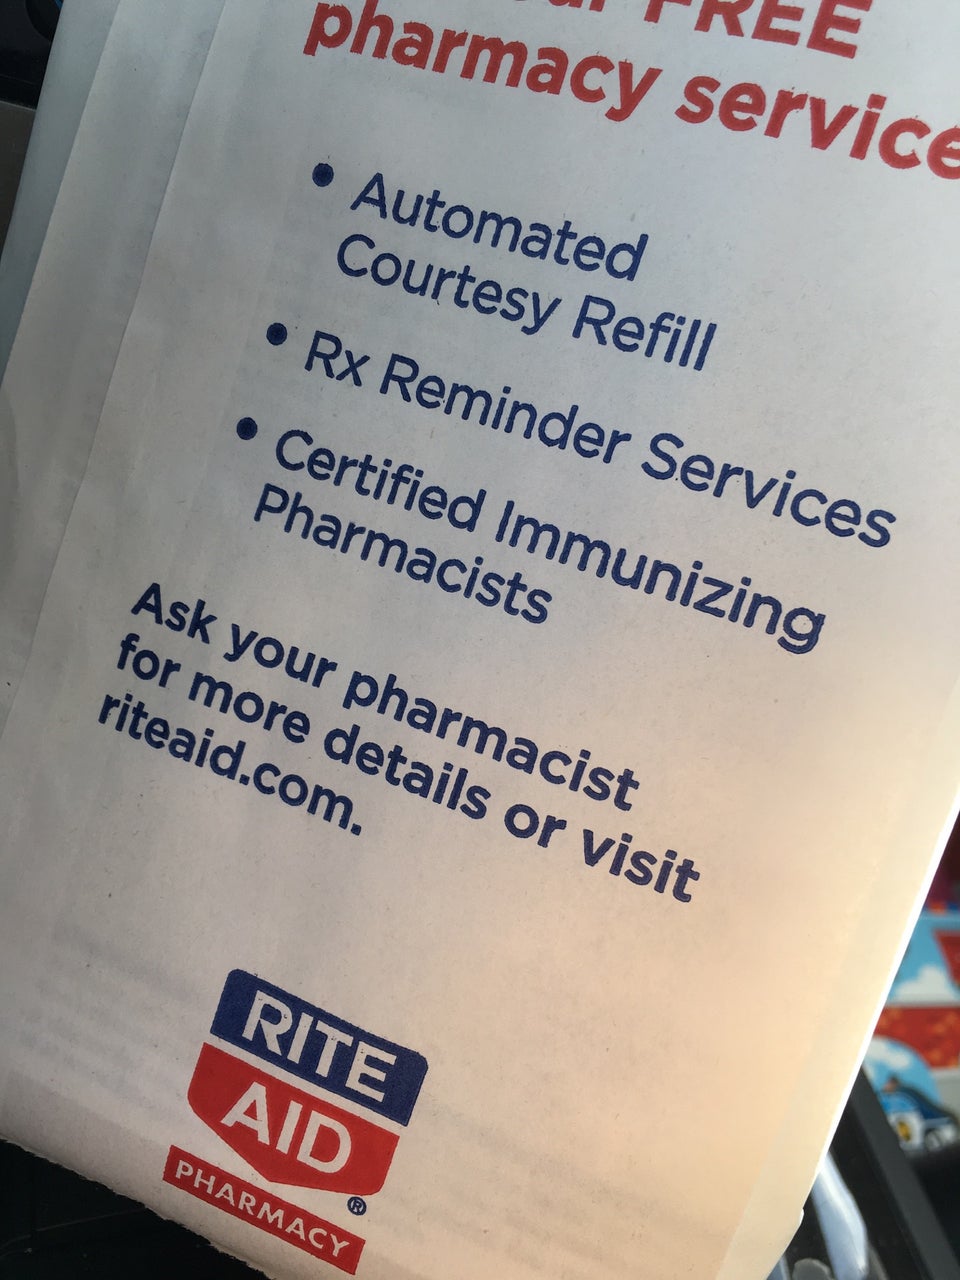 FREE
pharmacy service
• Automated
Courtesy Refill
• Rx Reminder Services
• Certified Immunizing
Pharmacists
Ask your pharmacist
for more details or visit
riteaid.com.
RITE
AID
®
PHARMACY